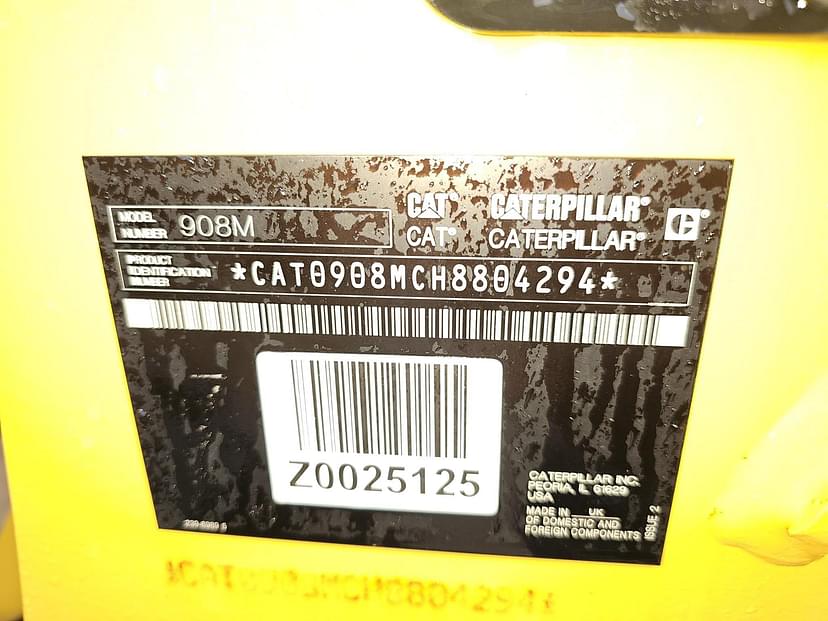 MODEL
NUMBER 908M
CAT® CATERPILLAR® C®
CAT® CATERPILLAR®
PRODUCT
IDENTIFICATION
NUMBER *CAT0908MCH8804294*
Z0025125
CATERPILLAR INC.
PEORIA, IL 61629
USA
MADE IN UK
OF DOMESTIC AND
FOREIGN COMPONENTS
ISSUE 2
*CAT0908MCH8804294*